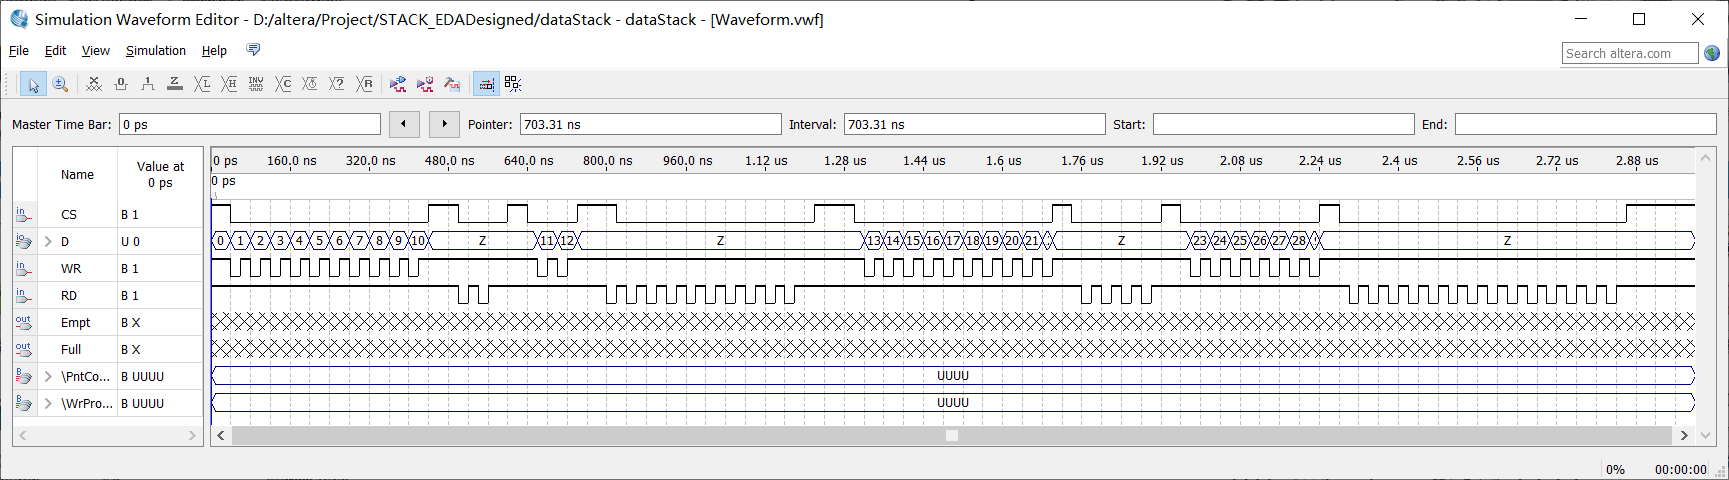 Simulation Waveform Editor - D:/altera/Project/STACK_EDADesigned/dataStack - dataStack - [Waveform.vwf]
File Edit View Simulation Help
Search altera.com
Master Time Bar: 0 ps Pointer: 703.31 ns Interval: 703.31 ns Start: End:
Name Value at 0 ps
0 ps 160.0 ns 320.0 ns 480.0 ns 640.0 ns 800.0 ns 960.0 ns 1.12 us 1.28 us 1.44 us 1.6 us 1.76 us 1.92 us 2.08 us 2.24 us 2.4 us 2.56 us 2.72 us 2.88 us
0 ps
in CS B 1
io D U 0 0 1 2 3 4 5 6 7 8 9 10 Z 11 12 Z 13 14 15 16 17 18 19 20 21 Z 23 24 25 26 27 28 Z
in WR B 1
in RD B 1
out Empt B X
out Full B X
B \PntCo... B UUUU UUUU
B \WrPro... B UUUU UUUU
0% 00:00:00